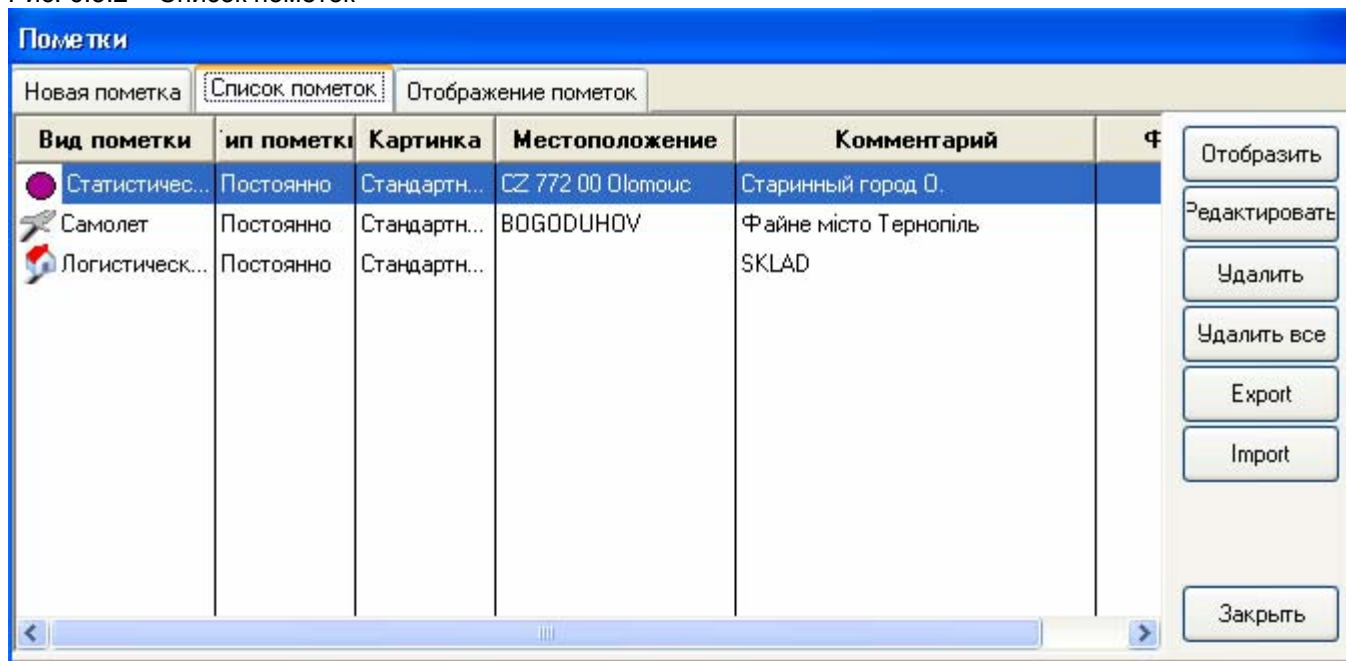 Пометки
Новая пометка Список пометок Отображение пометок
Вид пометки ип пометки Картинка Местоположение Комментарий Ф
Статистичес... Постоянно Стандартн... CZ 772 00 Olomouc Старинный город О.
Самолет Постоянно Стандартн... BOGODUHOV Файне місто Тернопіль
Логистическ... Постоянно Стандартн... SKLAD
Отобразить
Редактировать
Удалить
Удалить все
Export
Import
Закрыть